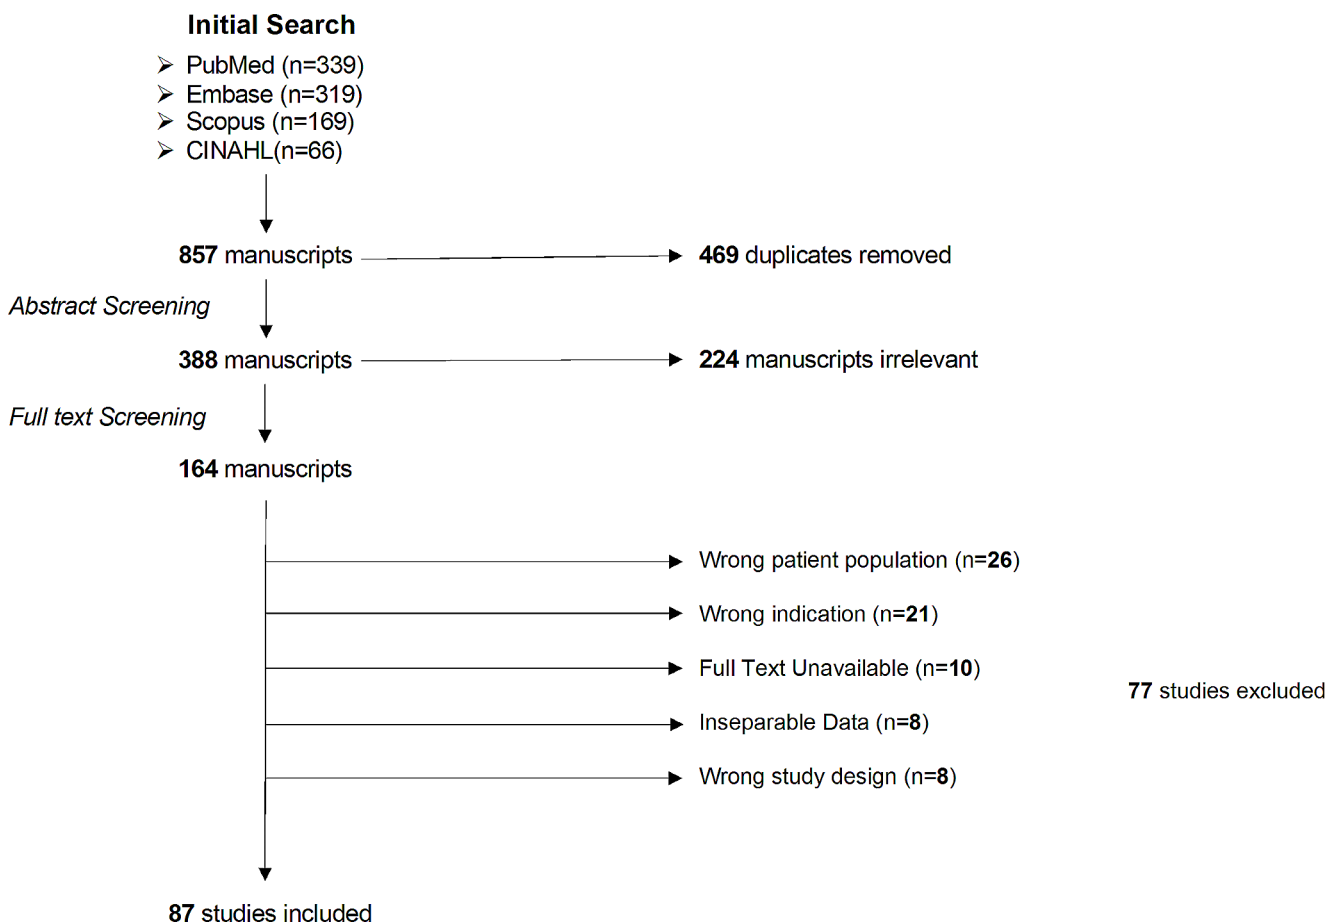 Initial Search
➢ PubMed (n=339)
➢ Embase (n=319)
➢ Scopus (n=169)
➢ CINAHL(n=66)
857 manuscripts
469 duplicates removed
Abstract Screening
388 manuscripts
224 manuscripts irrelevant
Full text Screening
164 manuscripts
Wrong patient population (n=26)
Wrong indication (n=21)
Full Text Unavailable (n=10)
77 studies excluded
Inseparable Data (n=8)
Wrong study design (n=8)
87 studies included